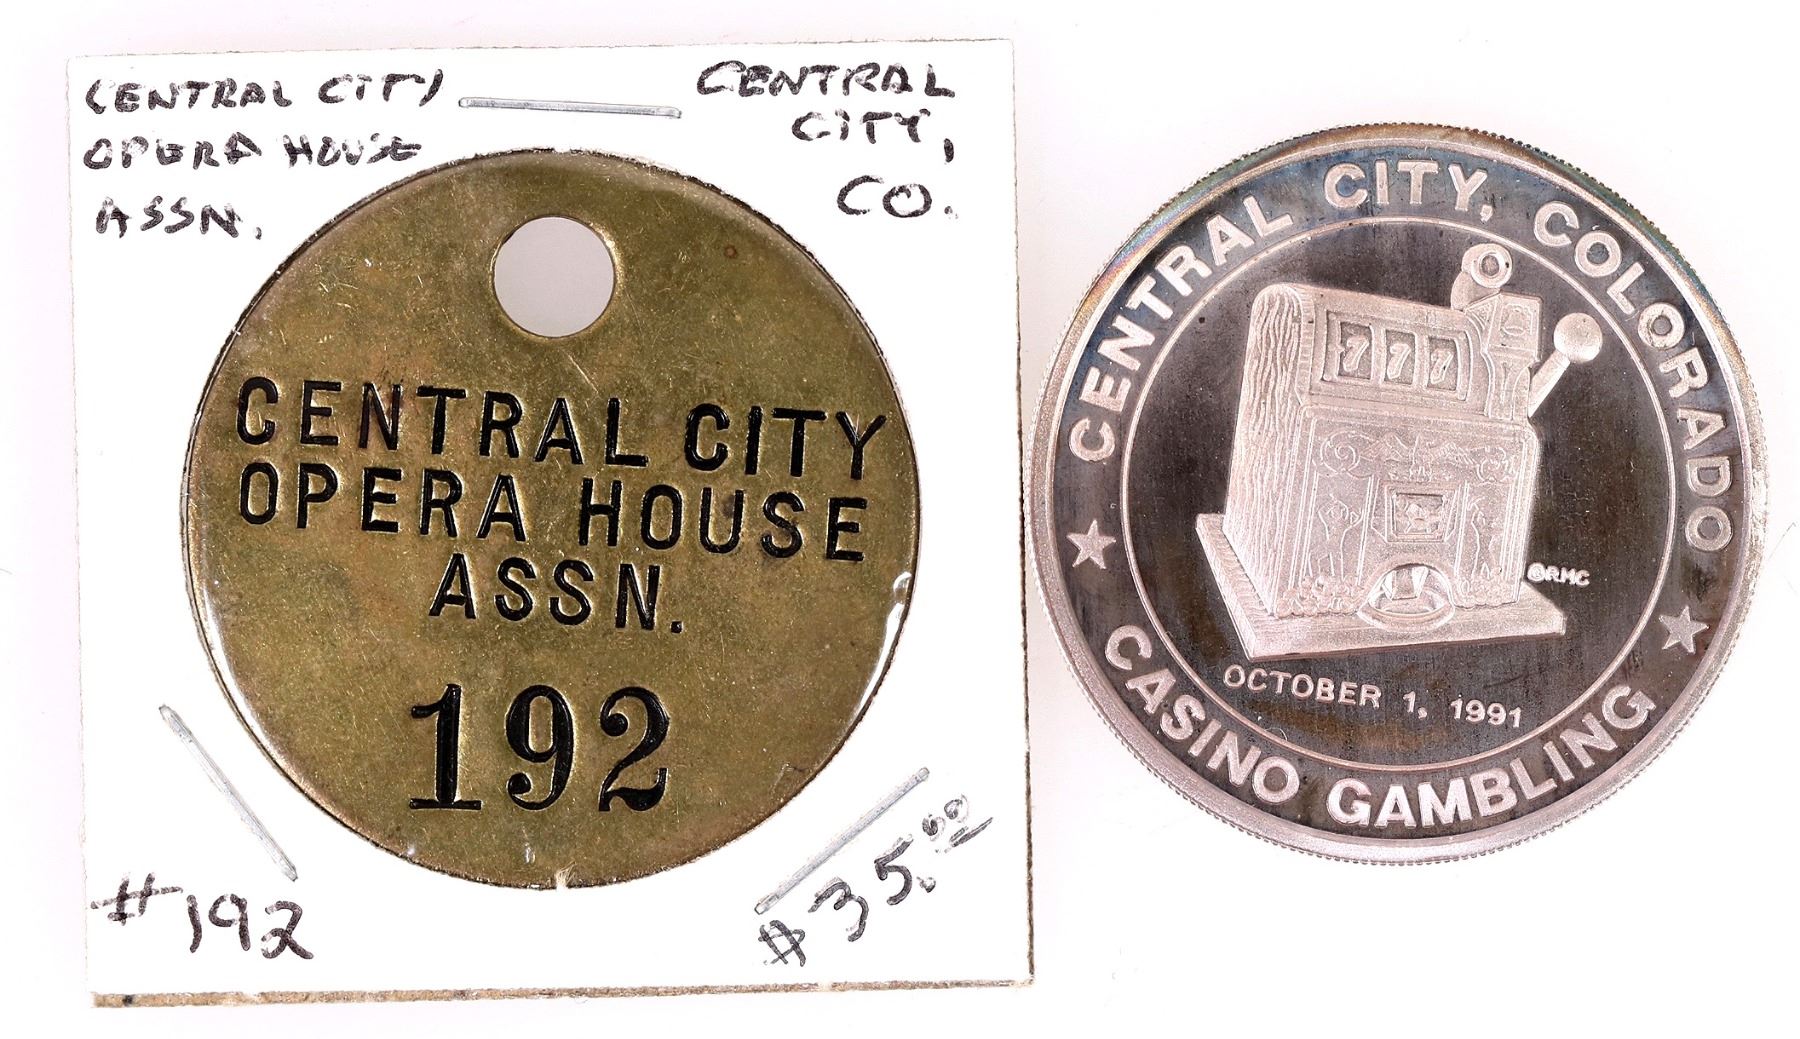 CENTRAL CITY
OPERA HOUSE
ASSN.
CENTRAL
CITY,
CO.
CENTRAL CITY
OPERA HOUSE
ASSN.
192
#192
$35.00
CENTRAL CITY, COLORADO
777
©RMC
OCTOBER 1, 1991
CASINO GAMBLING